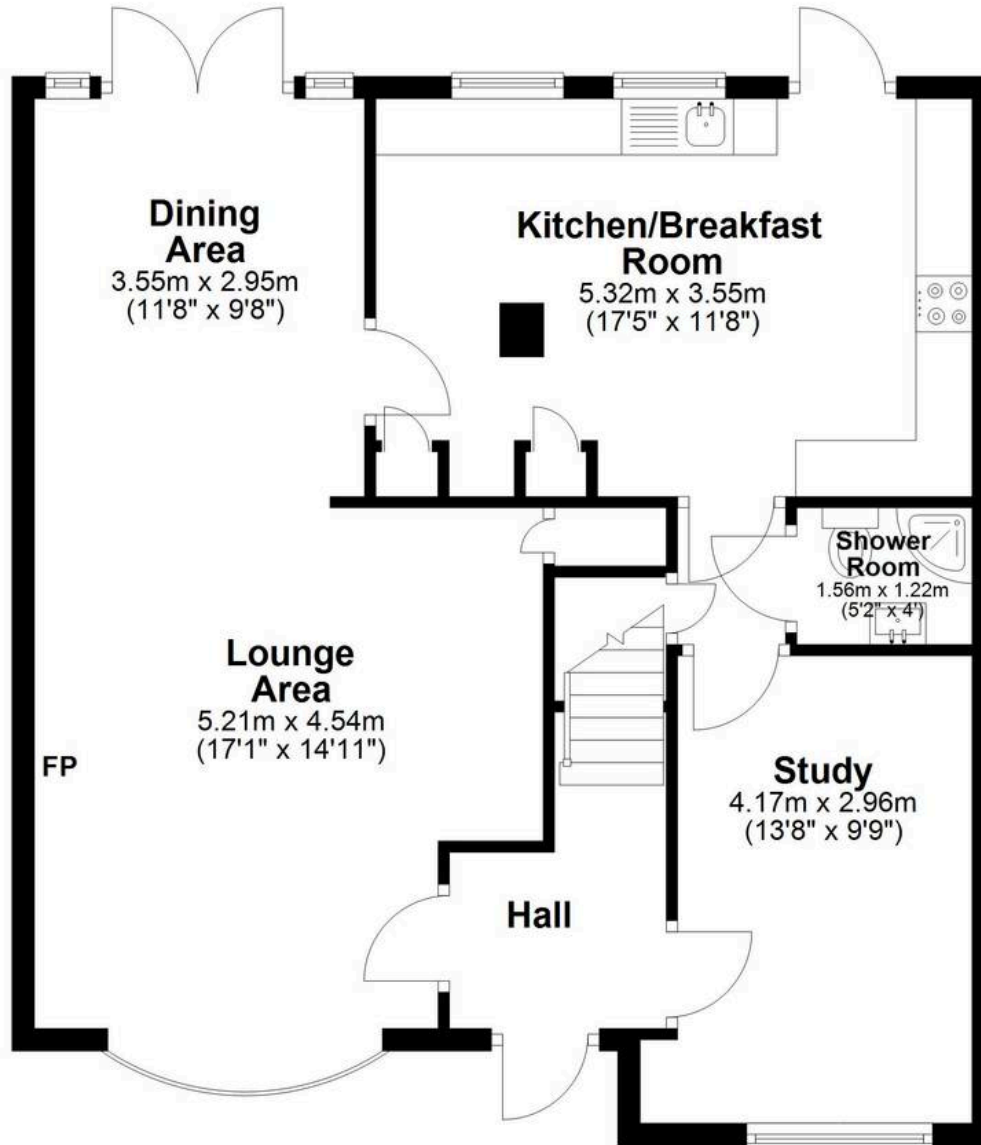 Dining
Area
3.55m x 2.95m
(11'8" x 9'8")
Kitchen/Breakfast
Room
5.32m x 3.55m
(17'5" x 11'8")
Shower
Room
1.56m x 1.22m
(5'2" x 4')
Lounge
Area
5.21m x 4.54m
(17'1" x 14'11")
FP
Study
4.17m x 2.96m
(13'8" x 9'9")
Hall